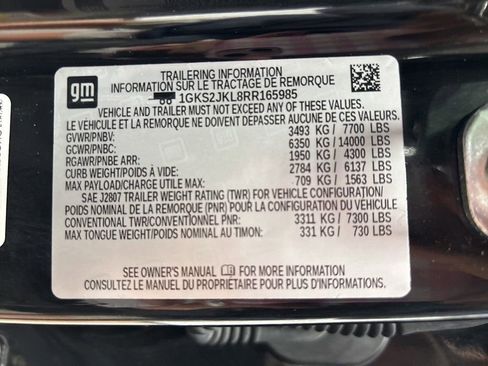 gm
TRAILERING INFORMATION
INFORMATION SUR LE TRACTAGE DE REMORQUE
1GKS2JKL8RR165985
VEHICLE AND TRAILER MUST NOT EXCEED ANY OF THESE VALUES
LE VÉHICULE ET LA REMORQUE NE DOIVENT DÉPASSER AUCUNE DE CES VALEURS
GVWR/PNBV: 3493 KG / 7700 LBS
GCWR/PNBC: 6350 KG / 14000 LBS
RGAWR/PNBE ARR: 1950 KG / 4300 LBS
CURB WEIGHT/POIDS À VIDE: 2784 KG / 6137 LBS
MAX PAYLOAD/CHARGE UTILE MAX: 709 KG / 1563 LBS
SAE J2807 TRAILER WEIGHT RATING (TWR) FOR VEHICLE CONFIGURATION
POIDS NOMINAL DE LA REMORQUE (PNR) POUR LA CONFIGURATION DU VÉHICULE
CONVENTIONAL TWR/CONVENTIONNEL PNR: 3311 KG / 7300 LBS
MAX TONGUE WEIGHT/POIDS NOMINAL AU TIMON: 331 KG / 730 LBS
SEE OWNER'S MANUAL FOR MORE INFORMATION
CONSULTEZ LE MANUEL DU PROPRIÉTAIRE POUR PLUS D'INFORMATIONS